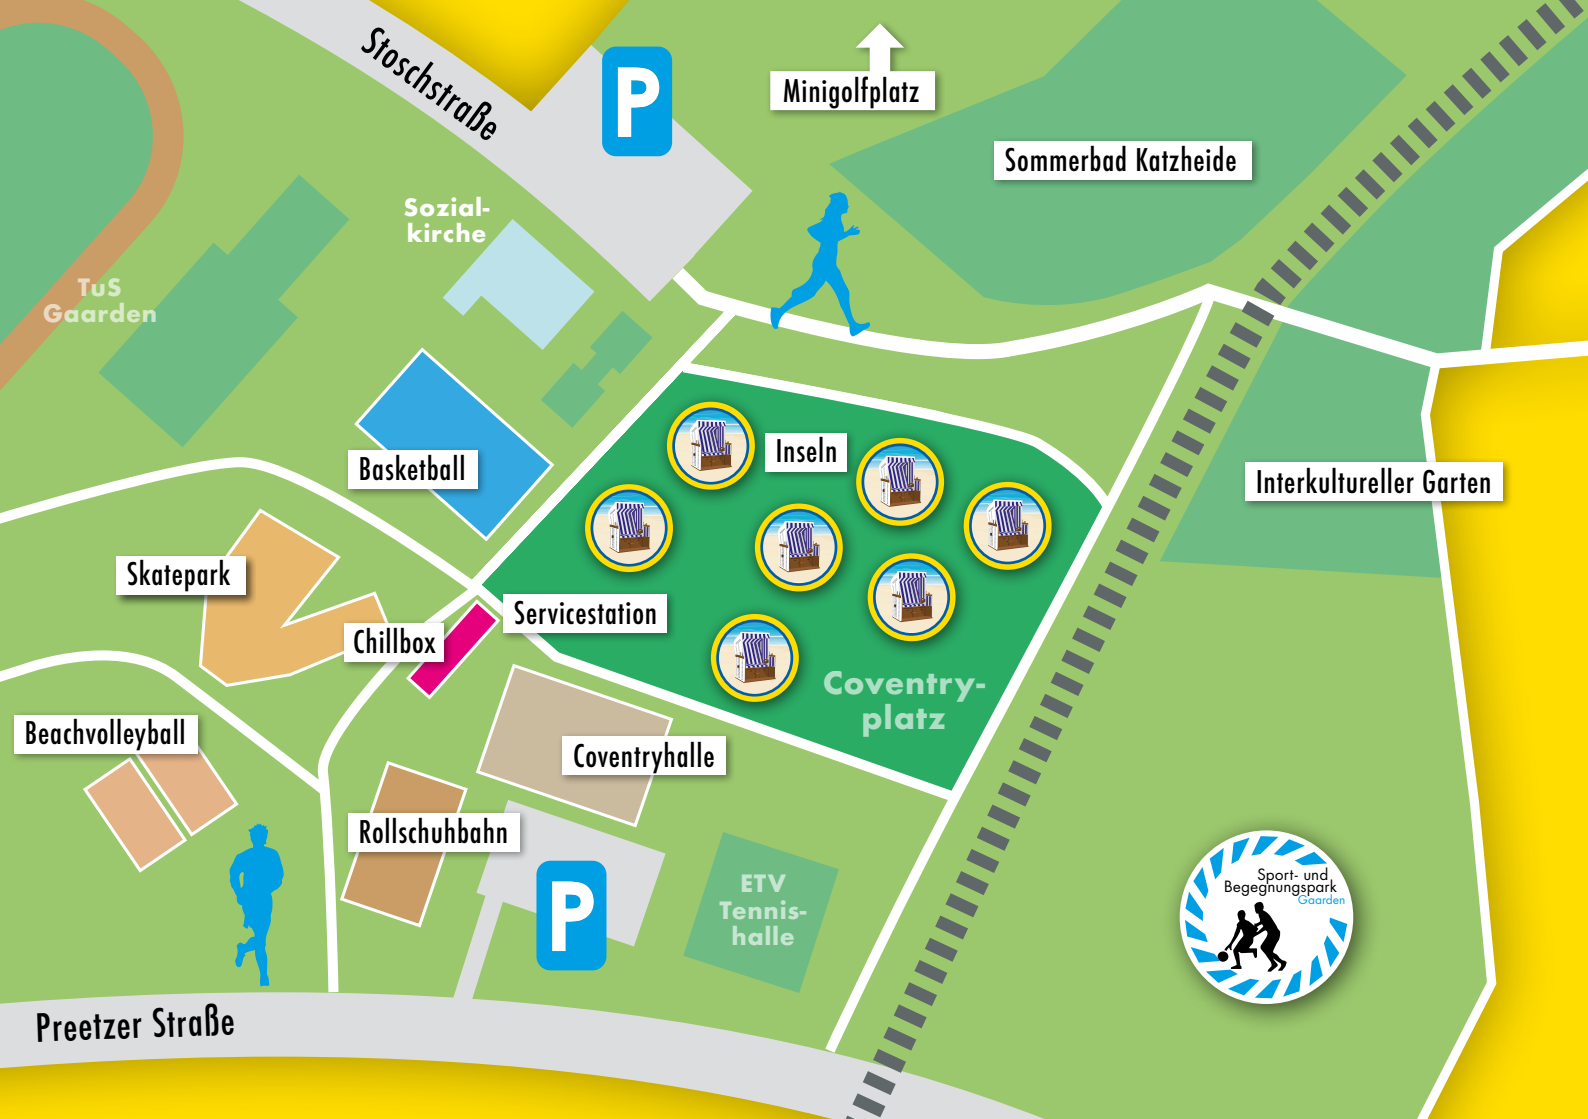 Stoschstraße
P
Minigolfplatz
Sommerbad Katzheide
Sozial-
kirche
TuS
Gaarden
Basketball
Inseln
Interkultureller Garten
Skatepark
Servicestation
Chillbox
Coventry-
platz
Beachvolleyball
Coventryhalle
Rollschuhbahn
P
ETV
Tennis-
halle
Sport- und
Begegnungspark
Gaarden
Preetzer Straße